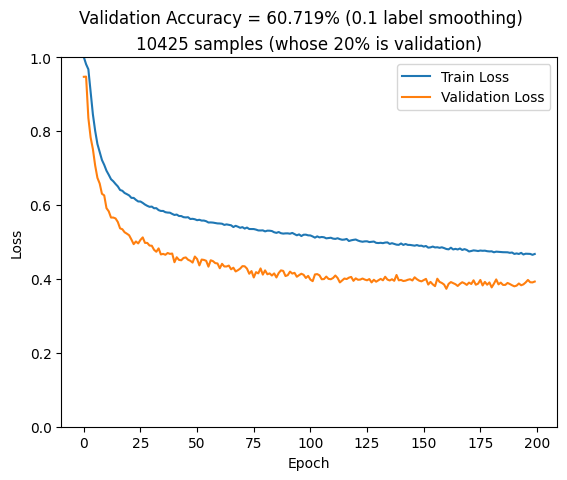 Validation Accuracy = 60.719% (0.1 label smoothing)
10425 samples (whose 20% is validation)
Train Loss
Validation Loss
1.0
0.8
0.6
0.4
0.2
0.0
Loss
0 25 50 75 100 125 150 175 200
Epoch